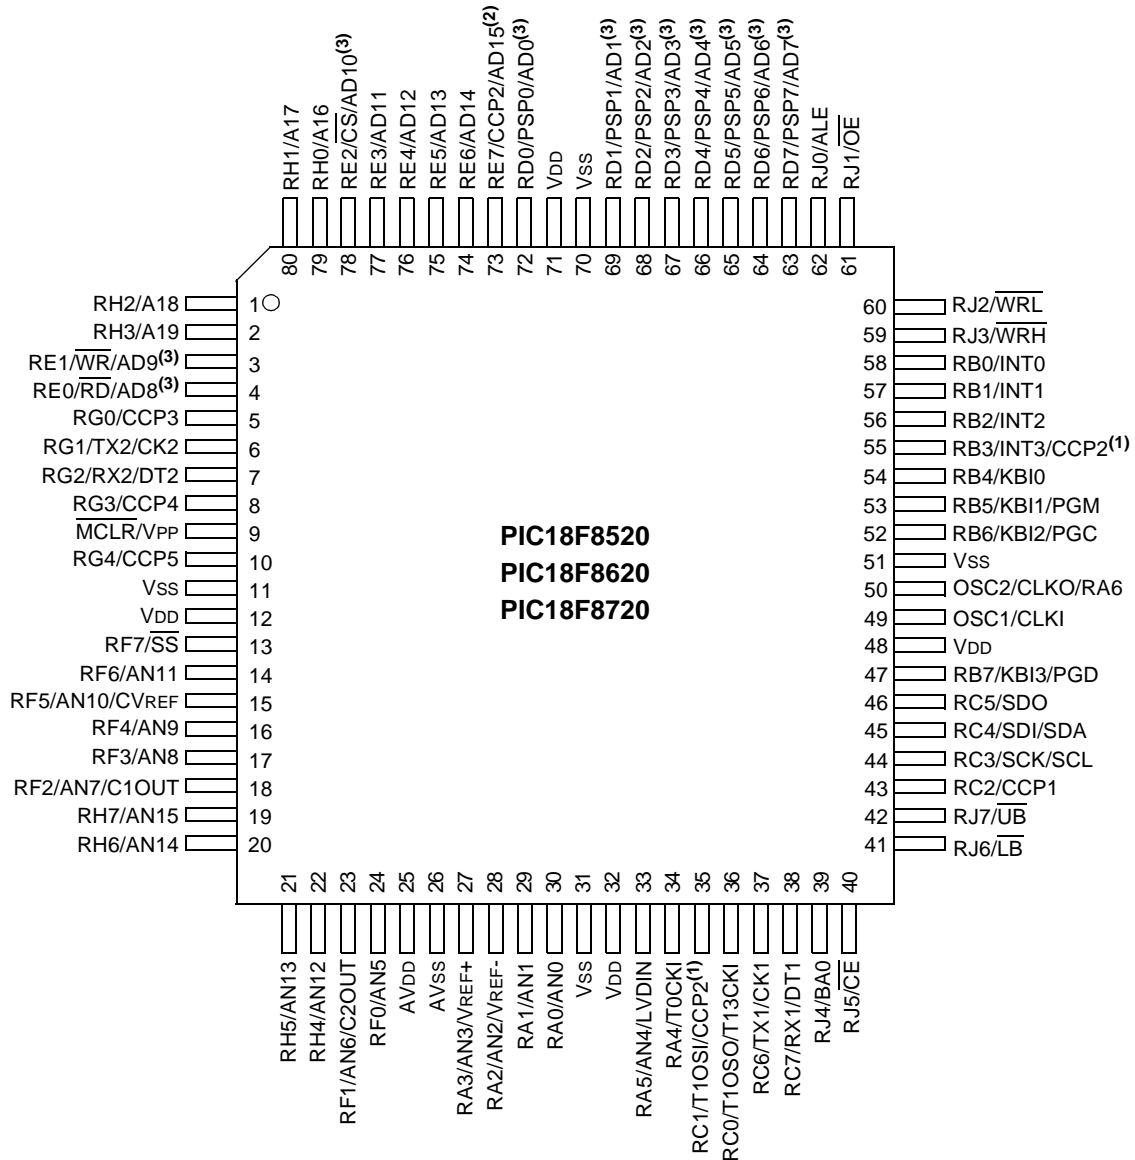 RH1/A17
RH0/A16
RE2/C̅S̅/AD10(3)
RE3/AD11
RE4/AD12
RE5/AD13
RE6/AD14
RE7/CCP2/AD15(2)
RD0/PSP0/AD0(3)
VDD
VSS
RD1/PSP1/AD1(3)
RD2/PSP2/AD2(3)
RD3/PSP3/AD3(3)
RD4/PSP4/AD4(3)
RD5/PSP5/AD5(3)
RD6/PSP6/AD6(3)
RD7/PSP7/AD7(3)
RJ0/ALE
RJ1/O̅E̅
80 79 78 77 76 75 74 73 72 71 70 69 68 67 66 65 64 63 62 61
RH2/A18 1
RH3/A19 2
RE1/W̅R̅/AD9(3) 3
RE0/R̅D̅/AD8(3) 4
RG0/CCP3 5
RG1/TX2/CK2 6
RG2/RX2/DT2 7
RG3/CCP4 8
M̅C̅L̅R̅/VPP 9
RG4/CCP5 10
VSS 11
VDD 12
RF7/S̅S̅ 13
RF6/AN11 14
RF5/AN10/CVREF 15
RF4/AN9 16
RF3/AN8 17
RF2/AN7/C1OUT 18
RH7/AN15 19
RH6/AN14 20
PIC18F8520
PIC18F8620
PIC18F8720
60 RJ2/W̅R̅L̅
59 RJ3/W̅R̅H̅
58 RB0/INT0
57 RB1/INT1
56 RB2/INT2
55 RB3/INT3/CCP2(1)
54 RB4/KBI0
53 RB5/KBI1/PGM
52 RB6/KBI2/PGC
51 VSS
50 OSC2/CLKO/RA6
49 OSC1/CLKI
48 VDD
47 RB7/KBI3/PGD
46 RC5/SDO
45 RC4/SDI/SDA
44 RC3/SCK/SCL
43 RC2/CCP1
42 RJ7/U̅B̅
41 RJ6/L̅B̅
21 22 23 24 25 26 27 28 29 30 31 32 33 34 35 36 37 38 39 40
RH5/AN13
RH4/AN12
RF1/AN6/C2OUT
RF0/AN5
AVDD
AVSS
RA3/AN3/VREF+
RA2/AN2/VREF-
RA1/AN1
RA0/AN0
VSS
VDD
RA5/AN4/LVDIN
RA4/T0CKI
RC1/T1OSI/CCP2(1)
RC0/T1OSO/T13CKI
RC6/TX1/CK1
RC7/RX1/DT1
RJ4/BA0
RJ5/C̅E̅